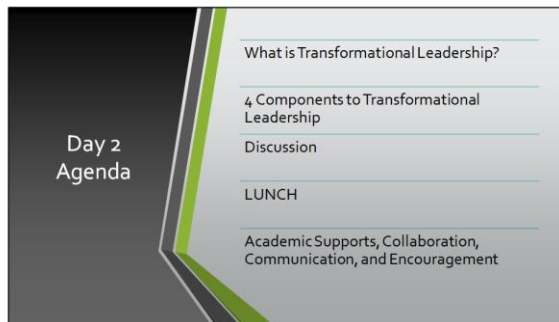 Day 2
Agenda
What is Transformational Leadership?
4 Components to Transformational
Leadership
Discussion
LUNCH
Academic Supports, Collaboration,
Communication, and Encouragement